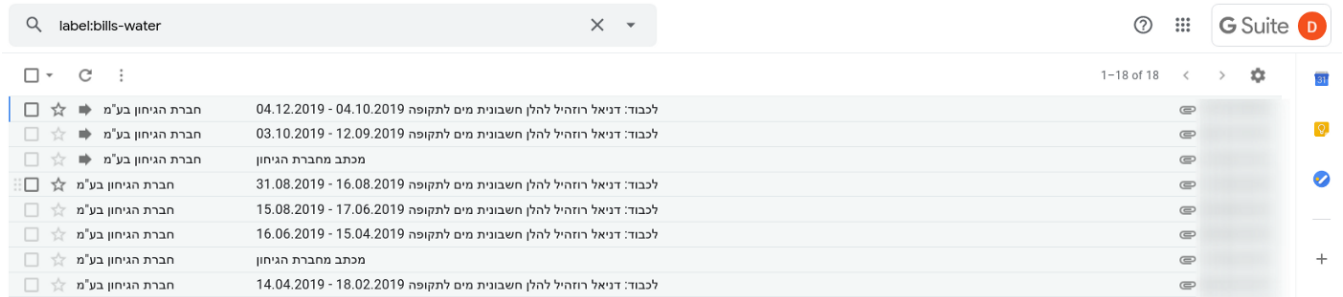 label:bills-water
G Suite
D
1–18 of 18
31
חברת הגיחון בע"מ לכבוד: דניאל רוזהיל להלן חשבונית מים לתקופה 04.10.2019 - 04.12.2019
חברת הגיחון בע"מ לכבוד: דניאל רוזהיל להלן חשבונית מים לתקופה 12.09.2019 - 03.10.2019
חברת הגיחון בע"מ מכתב מחברת הגיחון
חברת הגיחון בע"מ לכבוד: דניאל רוזהיל להלן חשבונית מים לתקופה 16.08.2019 - 31.08.2019
חברת הגיחון בע"מ לכבוד: דניאל רוזהיל להלן חשבונית מים לתקופה 17.06.2019 - 15.08.2019
חברת הגיחון בע"מ לכבוד: דניאל רוזהיל להלן חשבונית מים לתקופה 15.04.2019 - 16.06.2019
חברת הגיחון בע"מ מכתב מחברת הגיחון
חברת הגיחון בע"מ לכבוד: דניאל רוזהיל להלן חשבונית מים לתקופה 18.02.2019 - 14.04.2019